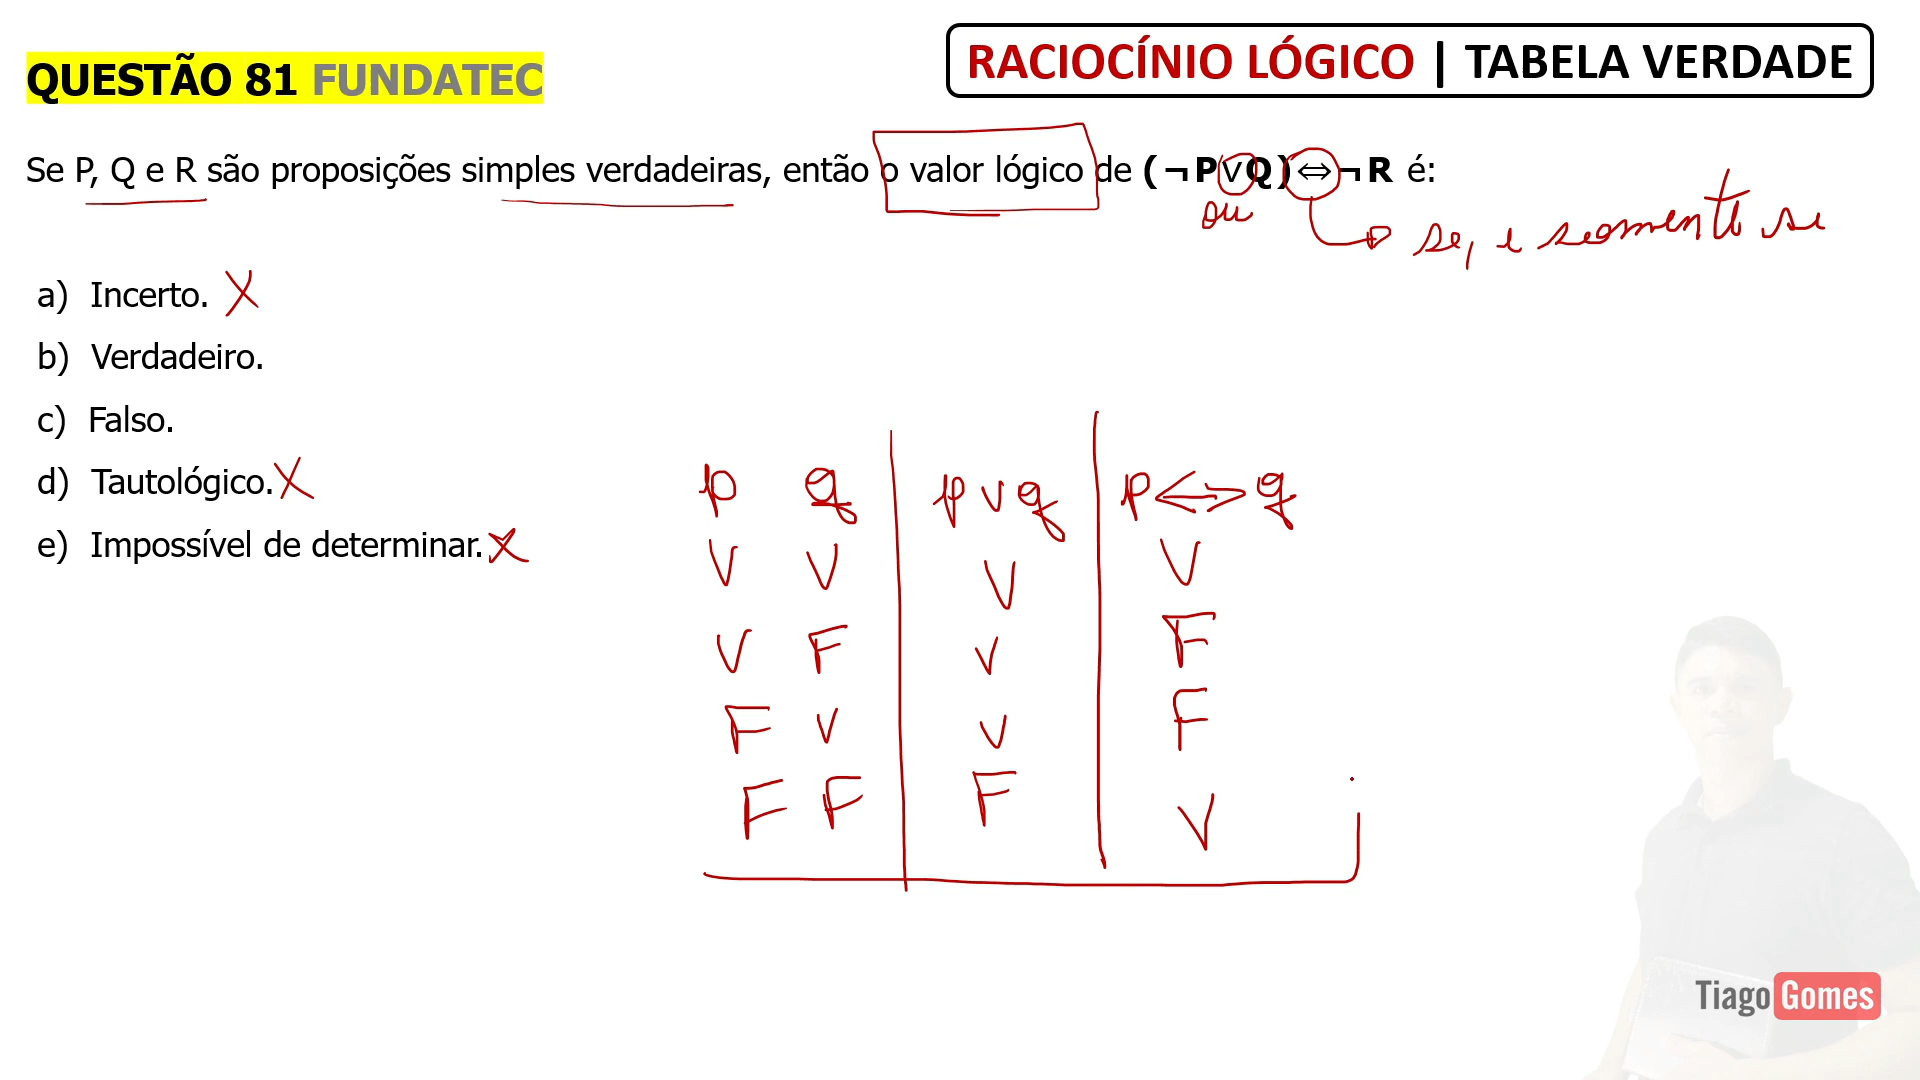 QUESTÃO 81 FUNDATEC
RACIOCÍNIO LÓGICO | TABELA VERDADE
Se P, Q e R são proposições simples verdadeiras, então o valor lógico de (¬P∨Q)⇔¬R é:
ou
se, e somente se
a) Incerto. X
b) Verdadeiro.
c) Falso.
d) Tautológico. X
e) Impossível de determinar. X
p q p v q p <=> q
V V V V
V F V F
F V V F
F F F V
Tiago Gomes